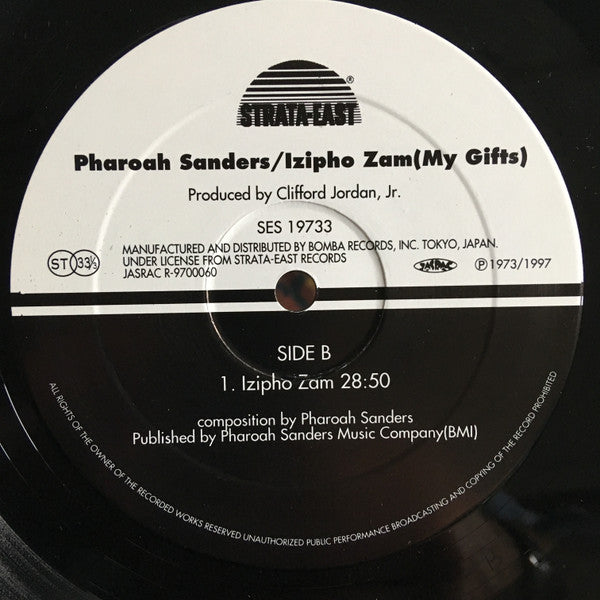 STRATA-EAST
®
Pharoah Sanders/Izipho Zam(My Gifts)
Produced by Clifford Jordan, Jr.
SES 19733
MANUFACTURED AND DISTRIBUTED BY BOMBA RECORDS, INC. TOKYO, JAPAN.
UNDER LICENSE FROM STRATA-EAST RECORDS
JASRAC R-9700060
ST 33⅓
Ⓟ1973/1997
SIDE B
1. Izipho Zam 28:50
composition by Pharoah Sanders
Published by Pharoah Sanders Music Company(BMI)
ALL RIGHTS OF THE OWNER OF THE RECORDED WORKS RESERVED UNAUTHORIZED PUBLIC PERFORMANCE BROADCASTING AND COPYING OF THE RECORD PROHIBITED